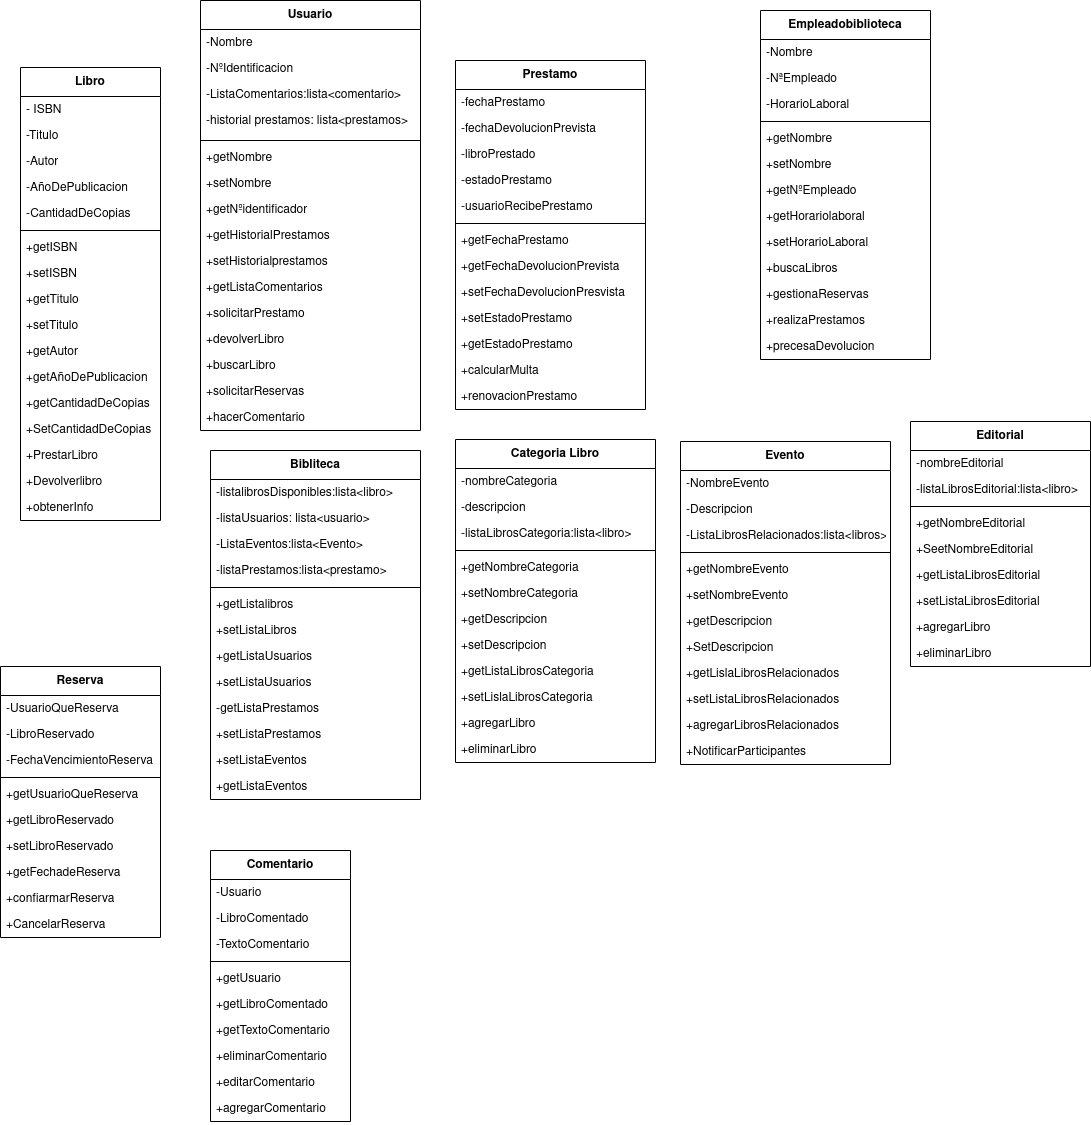 Usuario
-Nombre
-NºIdentificacion
-ListaComentarios:lista<comentario>
-historial prestamos: lista<prestamos>
+getNombre
+setNombre
+getNºidentificador
+getHistorialPrestamos
+setHistorialprestamos
+getListaComentarios
+solicitarPrestamo
+devolverLibro
+buscarLibro
+solicitarReservas
+hacerComentario
Empleadobiblioteca
-Nombre
-NªEmpleado
-HorarioLaboral
+getNombre
+setNombre
+getNºEmpleado
+getHorariolaboral
+setHorarioLaboral
+buscaLibros
+gestionaReservas
+realizaPrestamos
+precesaDevolucion
Libro
- ISBN
-Titulo
-Autor
-AñoDePublicacion
-CantidadDeCopias
+getISBN
+setISBN
+getTitulo
+setTitulo
+getAutor
+getAñoDePublicacion
+getCantidadDeCopias
+SetCantidadDeCopias
+PrestarLibro
+Devolverlibro
+obtenerInfo
Prestamo
-fechaPrestamo
-fechaDevolucionPrevista
-libroPrestado
-estadoPrestamo
-usuarioRecibePrestamo
+getFechaPrestamo
+getFechaDevolucionPrevista
+setFechaDevolucionPresvista
+setEstadoPrestamo
+getEstadoPrestamo
+calcularMulta
+renovacionPrestamo
Bibliteca
-listalibrosDisponibles:lista<libro>
-listaUsuarios: lista<usuario>
-ListaEventos:lista<Evento>
-listaPrestamos:lista<prestamo>
+getListalibros
+setListaLibros
+getListaUsuarios
+setListaUsuarios
-getListaPrestamos
+setListaPrestamos
+setListaEventos
+getListaEventos
Categoria Libro
-nombreCategoria
-descripcion
-listaLibrosCategoria:lista<libro>
+getNombreCategoria
+setNombreCategoria
+getDescripcion
+setDescripcion
+getListaLibrosCategoria
+setLislaLibrosCategoria
+agregarLibro
+eliminarLibro
Evento
-NombreEvento
-Descripcion
-ListaLibrosRelacionados:lista<libros>
+getNombreEvento
+setNombreEvento
+getDescripcion
+SetDescripcion
+getLislaLibrosRelacionados
+setListaLibrosRelacionados
+agregarLibrosRelacionados
+NotificarParticipantes
Editorial
-nombreEditorial
-listaLibrosEditorial:lista<libro>
+getNombreEditorial
+SeetNombreEditorial
+getListaLibrosEditorial
+setListaLibrosEditorial
+agregarLibro
+eliminarLibro
Reserva
-UsuarioQueReserva
-LibroReservado
-FechaVencimientoReserva
+getUsuarioQueReserva
+getLibroReservado
+setLibroReservado
+getFechadeReserva
+confiarmarReserva
+CancelarReserva
Comentario
-Usuario
-LibroComentado
-TextoComentario
+getUsuario
+getLibroComentado
+getTextoComentario
+eliminarComentario
+editarComentario
+agregarComentario